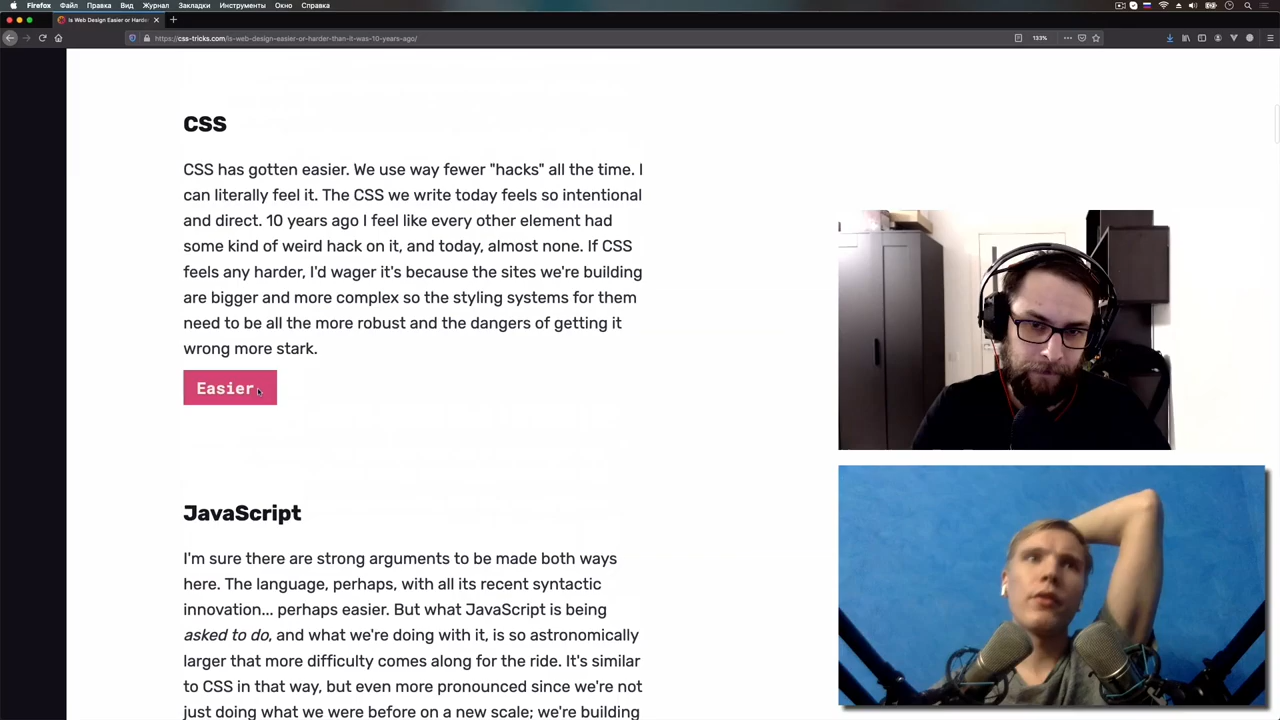 Firefox Файл Правка Вид Журнал Закладки Инструменты Окно Справка
Is Web Design Easier or Harde
https://css-tricks.com/is-web-design-easier-or-harder-than-it-was-10-years-ago/
133%
CSS
CSS has gotten easier. We use way fewer "hacks" all the time. I
can literally feel it. The CSS we write today feels so intentional
and direct. 10 years ago I feel like every other element had
some kind of weird hack on it, and today, almost none. If CSS
feels any harder, I'd wager it's because the sites we're building
are bigger and more complex so the styling systems for them
need to be all the more robust and the dangers of getting it
wrong more stark.
Easier.
JavaScript
I'm sure there are strong arguments to be made both ways
here. The language, perhaps, with all its recent syntactic
innovation... perhaps easier. But what JavaScript is being
asked to do, and what we're doing with it, is so astronomically
larger that more difficulty comes along for the ride. It's similar
to CSS in that way, but even more pronounced since we're not
just doing what we were before on a new scale; we're building